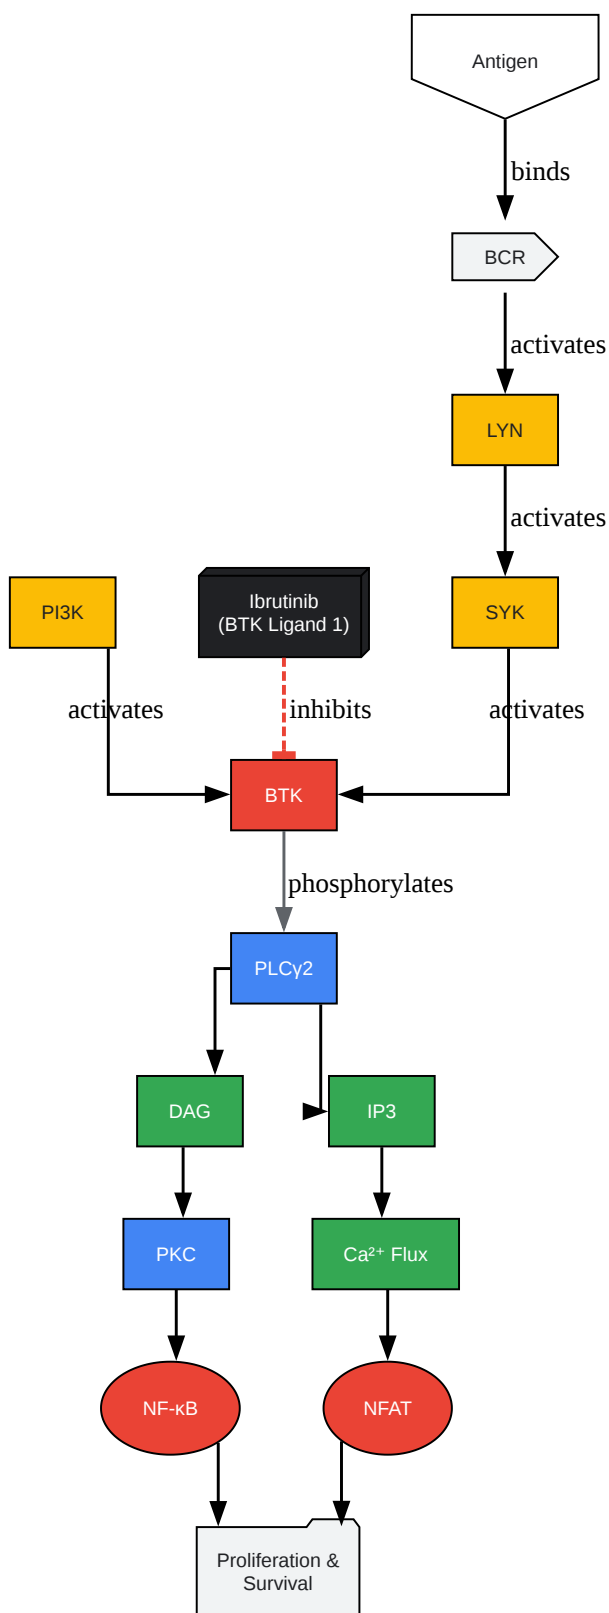 Antigen
binds
BCR
activates
LYN
activates
PI3K
Ibrutinib
(BTK Ligand 1)
SYK
activates
inhibits
activates
BTK
phosphorylates
PLCγ2
DAG
IP3
PKC
Ca²⁺ Flux
NF-κB
NFAT
Proliferation &
Survival